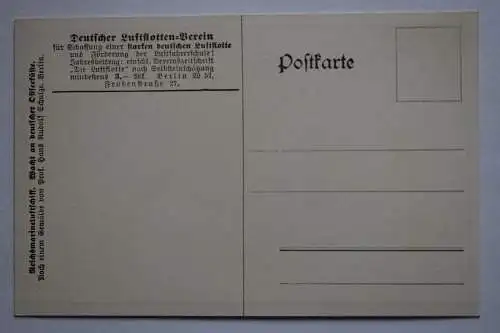 Deutscher Luftflotten-Verein
für Schaffung einer starken deutschen Luftflotte
und Förderung der Luftfahrerschule!
Jahresbeitrag: einschl. Vereinszeitschrift
„Die Luftflotte“ nach Selbsteinschätzung
mindestens 3,— Mk. Berlin W 57,
Frobenstraße 27.
Postkarte
Reichsmarineluftschiff. Wacht an deutscher Ostseeküste.
Nach einem Gemälde von Prof. Hans Rudolf Schulze, Berlin.